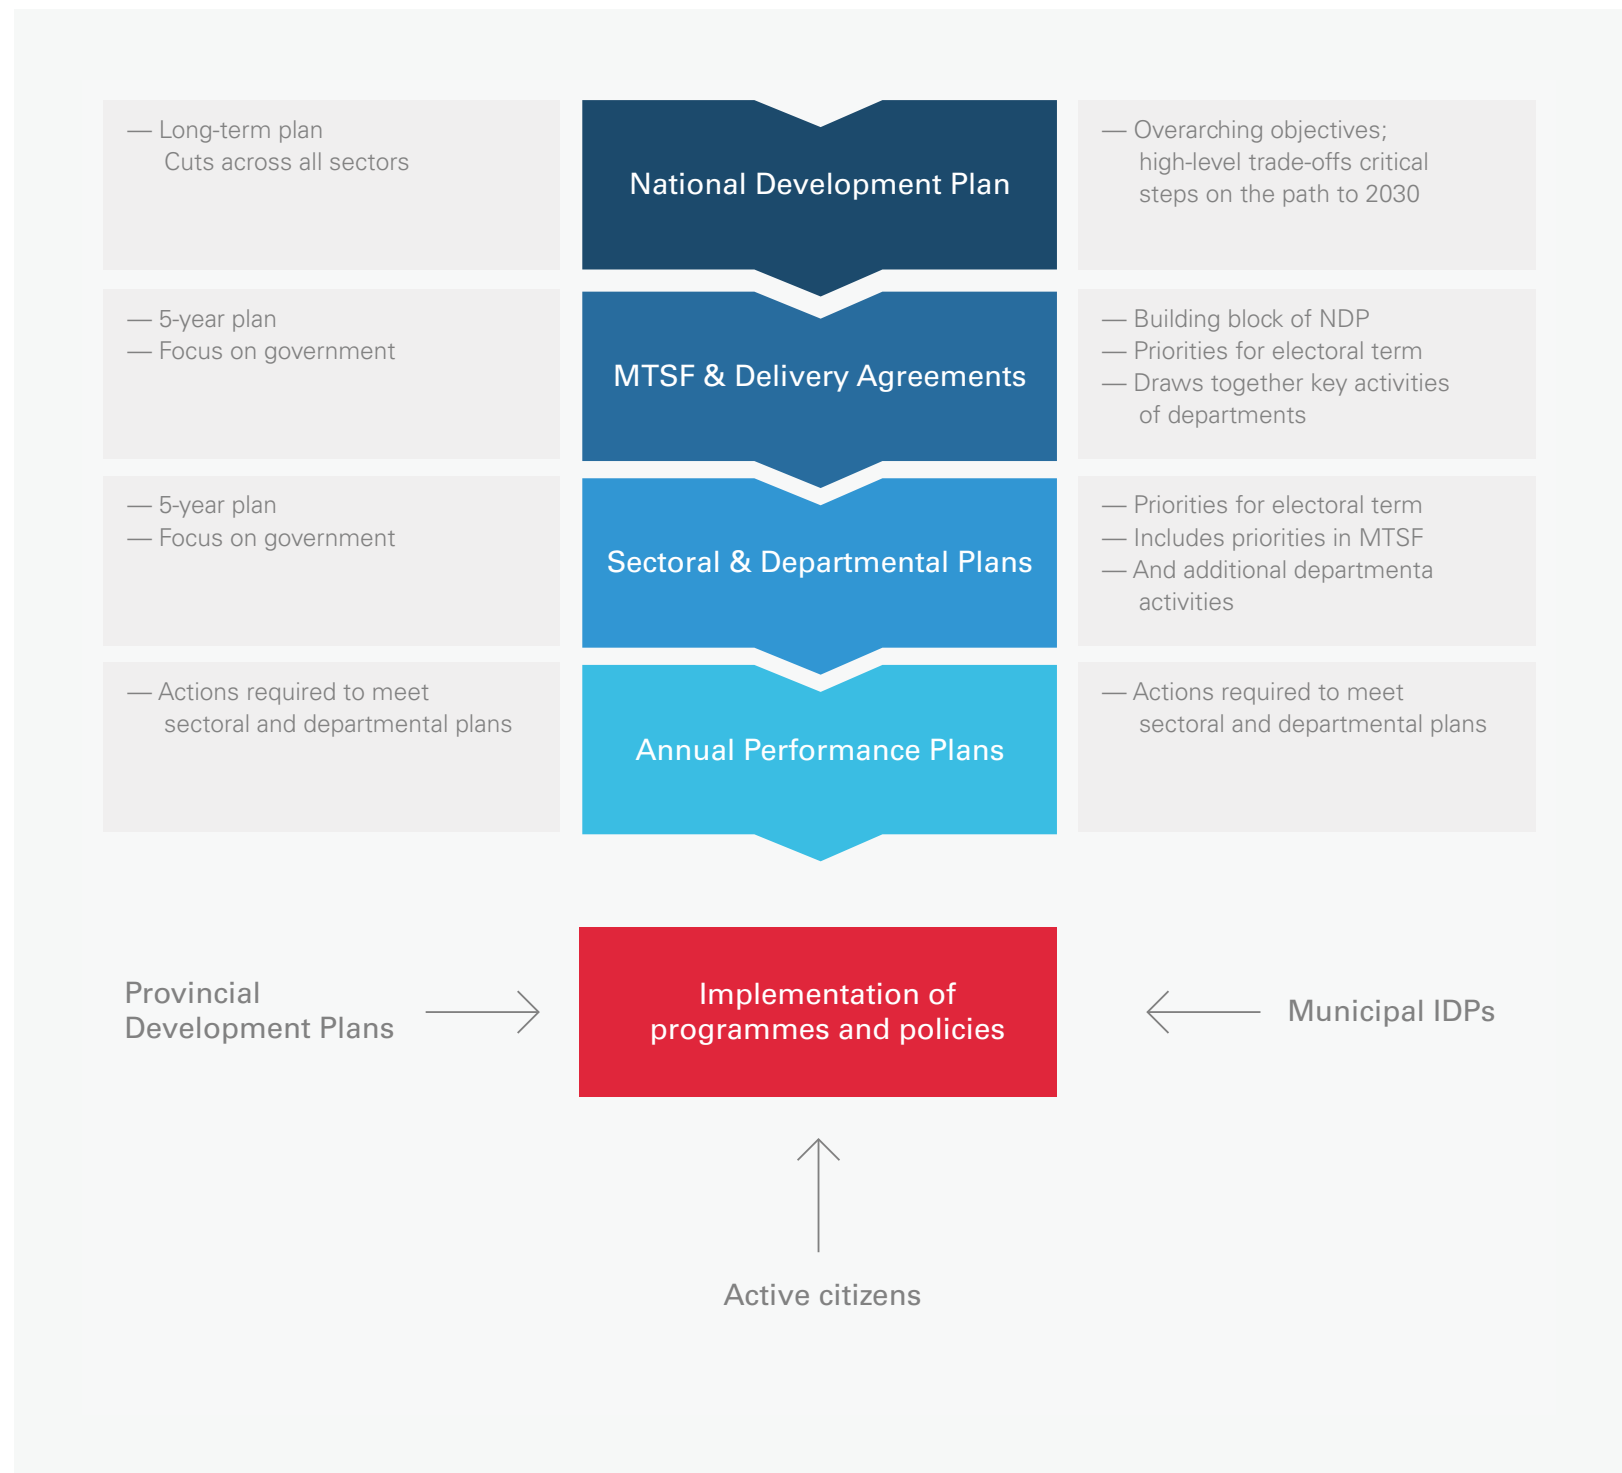 — Long-term plan
Cuts across all sectors
National Development Plan
— Overarching objectives;
high-level trade-offs critical
steps on the path to 2030
— 5-year plan
— Focus on government
MTSF & Delivery Agreements
— Building block of NDP
— Priorities for electoral term
— Draws together key activities
of departments
— 5-year plan
— Focus on government
Sectoral & Departmental Plans
— Priorities for electoral term
— Includes priorities in MTSF
— And additional departmenta
activities
— Actions required to meet
sectoral and departmental plans
Annual Performance Plans
— Actions required to meet
sectoral and departmental plans
Provincial
Development Plans
Implementation of
programmes and policies
Municipal IDPs
Active citizens